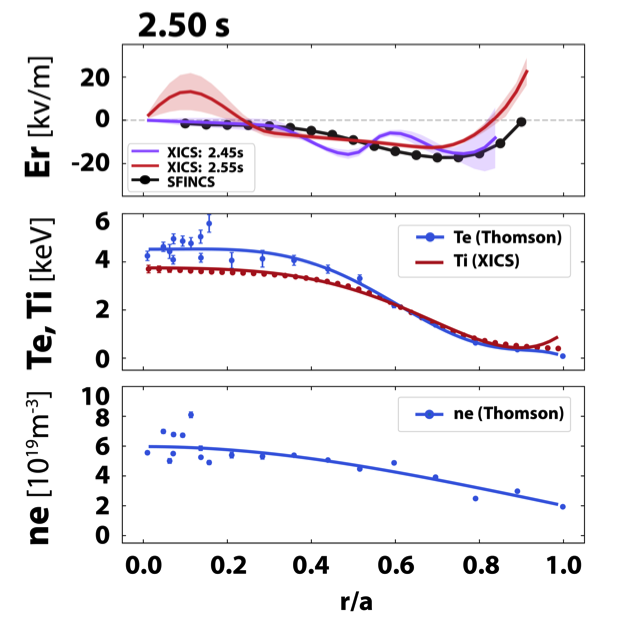 2.50 s
Er [kv/m]
20
0
-20
XICS: 2.45s
XICS: 2.55s
SFINCS
Te, Ti [keV]
6
4
2
0
Te (Thomson)
Ti (XICS)
ne [10¹⁹m⁻³]
10
8
6
4
2
0
ne (Thomson)
0.0 0.2 0.4 0.6 0.8 1.0
r/a